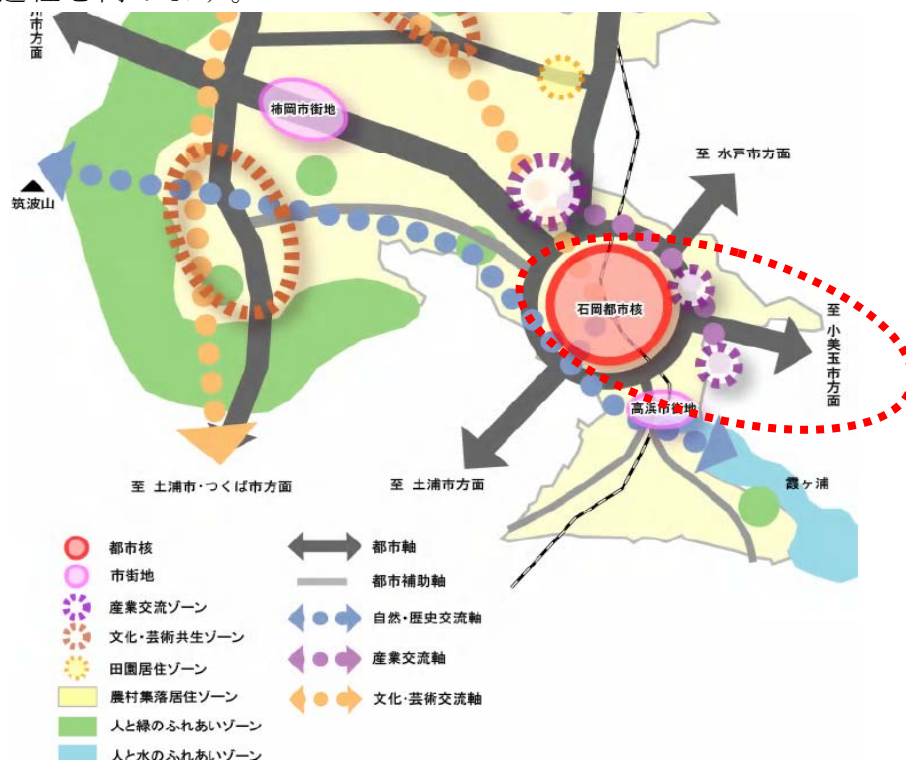 川市方面
柿岡市街地
至 水戸市方面
筑波山
石岡都市核
至 小美玉市方面
高浜市街地
至 土浦市・つくば市方面
至 土浦市方面
霞ヶ浦
都市核
市街地
産業交流ゾーン
文化・芸術共生ゾーン
田園居住ゾーン
農村集落居住ゾーン
人と緑のふれあいゾーン
人と水のふれあいゾーン
都市軸
都市補助軸
自然・歴史交流軸
産業交流軸
文化・芸術交流軸